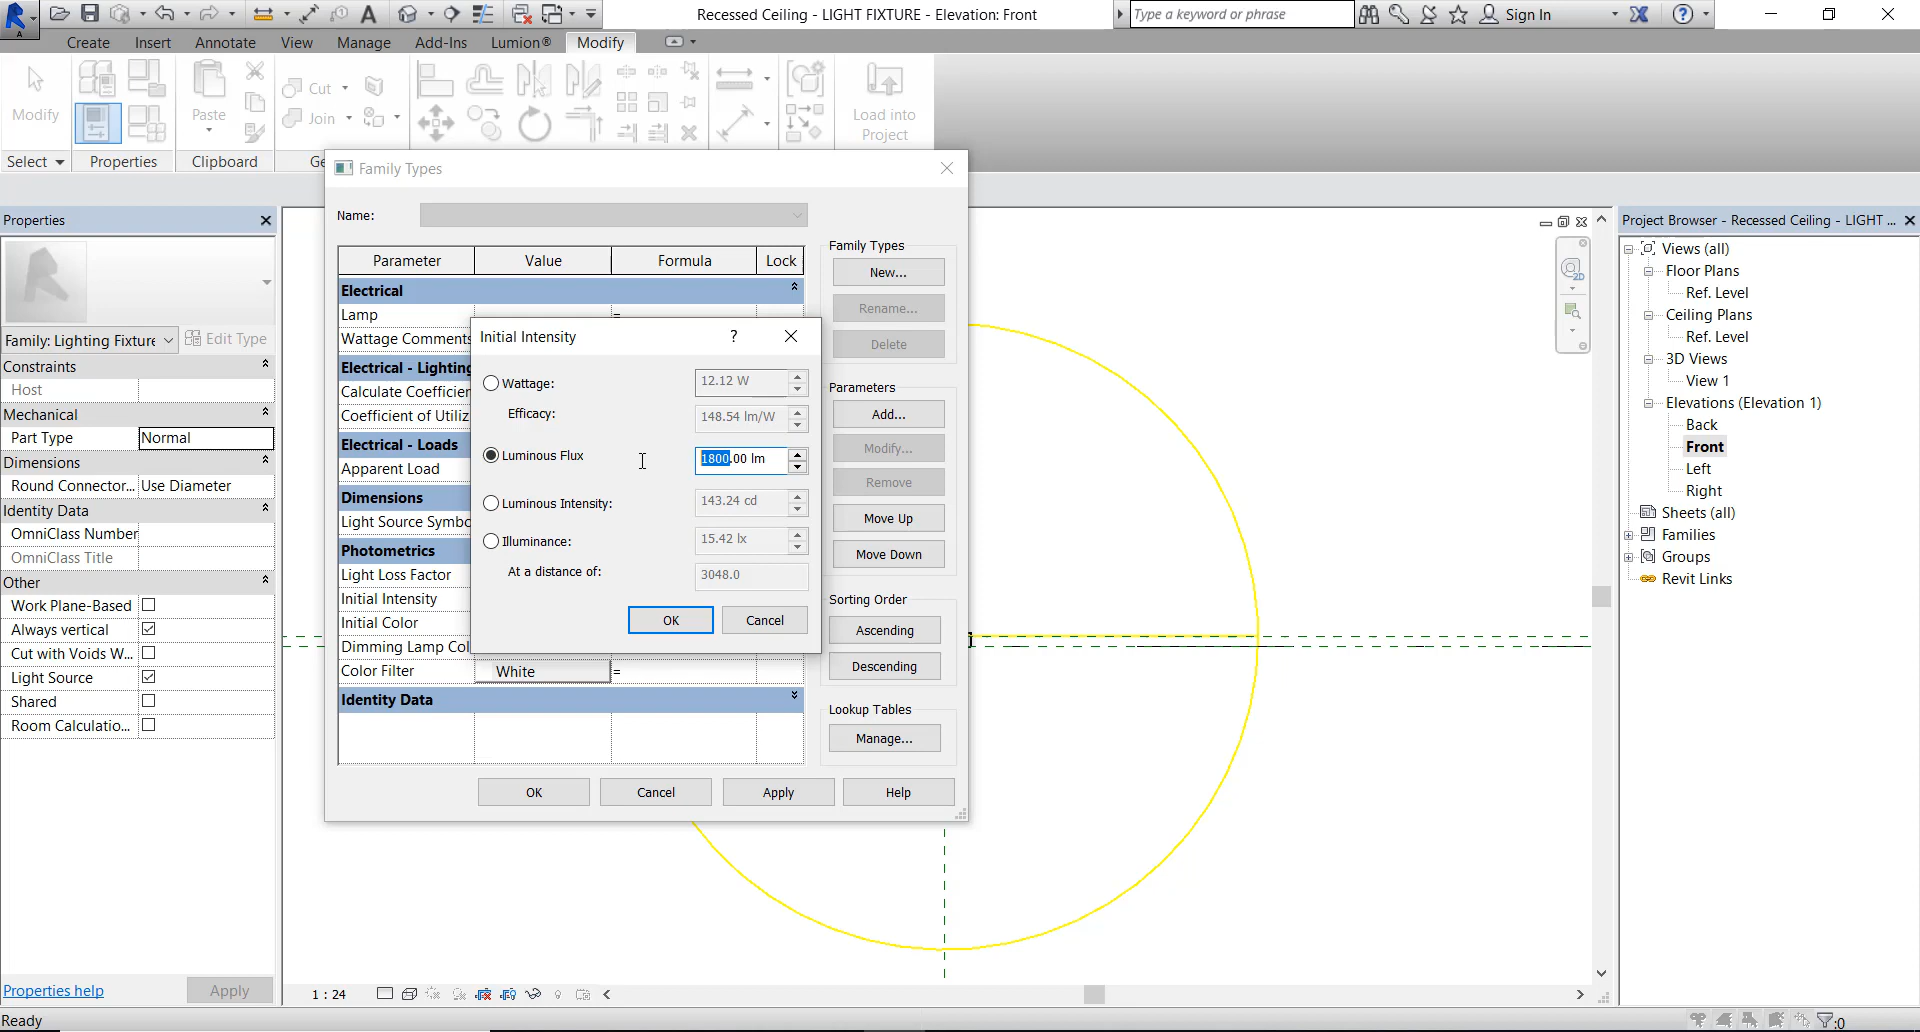 Recessed Ceiling - LIGHT FIXTURE - Elevation: Front
Type a keyword or phrase
Sign In
Create
Insert
Annotate
View
Manage
Add-Ins
Lumion®
Modify
Modify
Cut
Join
Paste
Load into
Project
Select
Properties
Clipboard
Ge
Family Types
Name:
Parameter
Value
Formula
Lock
Electrical
Lamp
=
Wattage Comments
Electrical - Lighting
Calculate Coefficien
Coefficient of Utiliz
Electrical - Loads
Apparent Load
Dimensions
Light Source Symbo
Photometrics
Light Loss Factor
Initial Intensity
Initial Color
Dimming Lamp Col
Color Filter
White
=
Identity Data
Family Types
New...
Rename...
Delete
Parameters
Add...
Modify...
Remove
Move Up
Move Down
Sorting Order
Ascending
Descending
Lookup Tables
Manage...
OK
Cancel
Apply
Help
Initial Intensity
?
Wattage:
12.12 W
Efficacy:
148.54 lm/W
Luminous Flux
1800.00 lm
Luminous Intensity:
143.24 cd
Illuminance:
15.42 lx
At a distance of:
3048.0
OK
Cancel
Properties
Family: Lighting Fixture
Edit Type
Constraints
Host
Mechanical
Part Type
Normal
Dimensions
Round Connector...
Use Diameter
Identity Data
OmniClass Number
OmniClass Title
Other
Work Plane-Based
Always vertical
Cut with Voids W...
Light Source
Shared
Room Calculatio...
Properties help
Apply
1 : 24
Project Browser - Recessed Ceiling - LIGHT ...
Views (all)
Floor Plans
Ref. Level
Ceiling Plans
Ref. Level
3D Views
View 1
Elevations (Elevation 1)
Back
Front
Left
Right
Sheets (all)
Families
Groups
Revit Links
Ready
:0